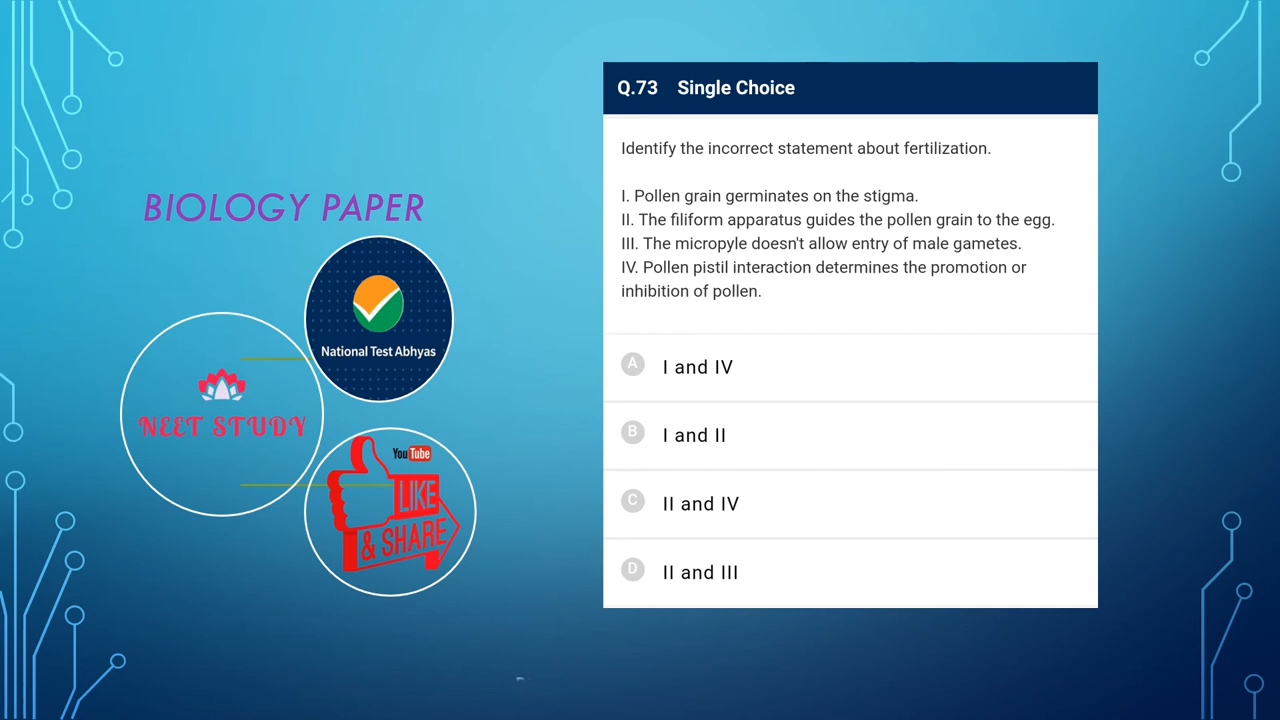 BIOLOGY PAPER
National Test Abhyas
NEET STUDY
YouTube
LIKE
& SHARE
Q.73 Single Choice
Identify the incorrect statement about fertilization.
I. Pollen grain germinates on the stigma.
II. The filiform apparatus guides the pollen grain to the egg.
III. The micropyle doesn't allow entry of male gametes.
IV. Pollen pistil interaction determines the promotion or
inhibition of pollen.
A I and IV
B I and II
C II and IV
D II and III